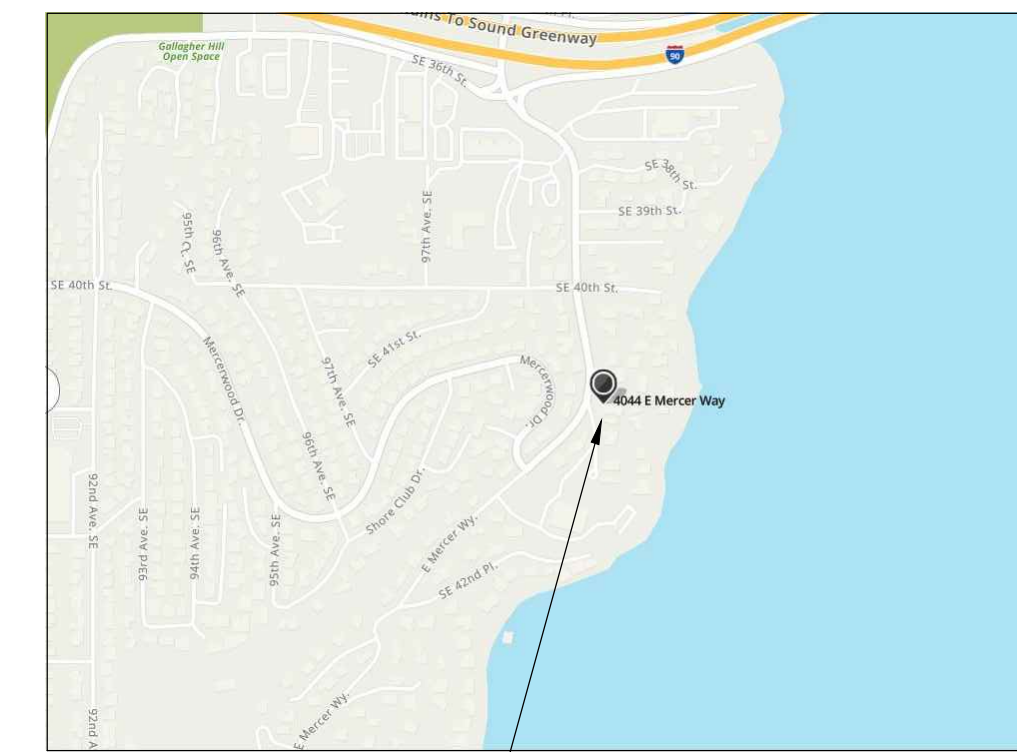 ains To Sound Greenway
Pl.
90
Gallagher Hill
Open Space
SE 36th St.
SE 38th St.
SE 39th St.
95th Ct. SE
96th Ave. SE
97th Ave. SE
SE 40th St.
SE 40th St.
SE 41st St.
Mercerwood Dr.
97th Ave. SE
Mercerwood Dr.
4044 E Mercer Way
96th Ave. SE
Shore Club Dr.
92nd Ave. SE
93rd Ave. SE
94th Ave. SE
95th Ave. SE
E Mercer Wy.
SE 42nd Pl.
E Mercer Wy.
92nd A